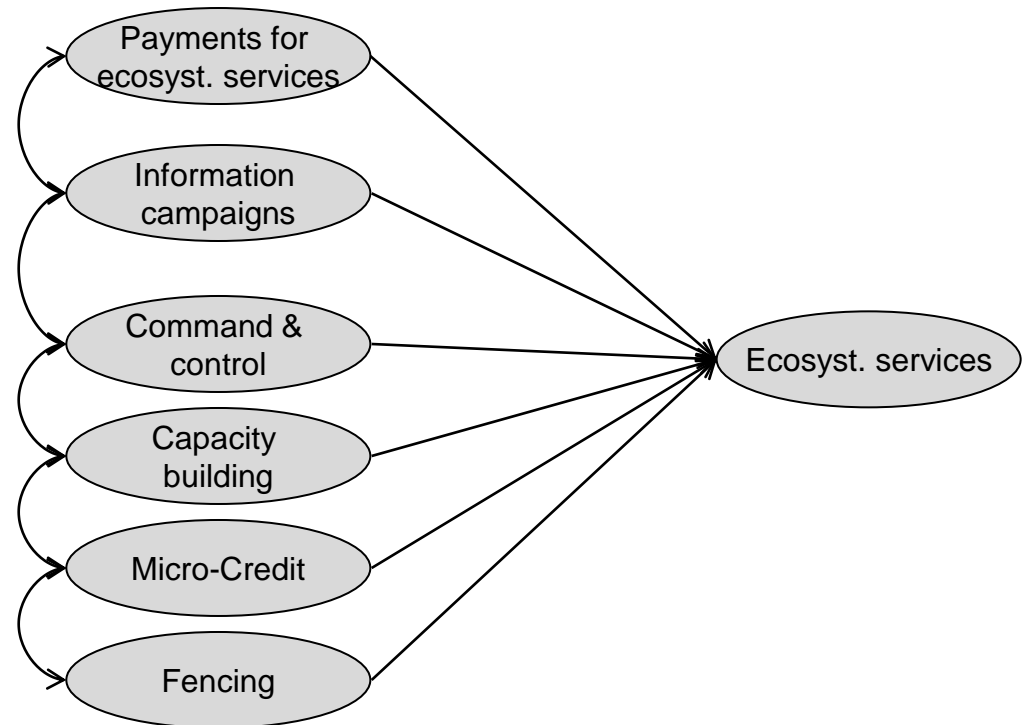 Payments for
ecosyst. services
Information
campaigns
Command &
control
Ecosyst. services
Capacity
building
Micro-Credit
Fencing